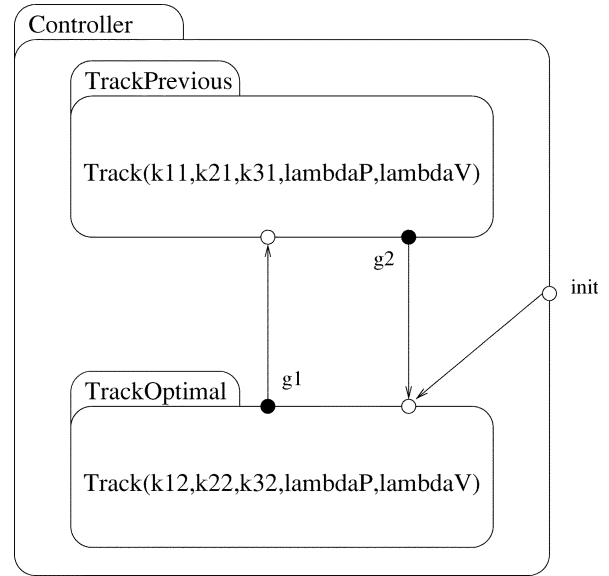 Controller
TrackPrevious
Track(k11,k21,k31,lambdaP,lambdaV)
g2
init
g1
TrackOptimal
Track(k12,k22,k32,lambdaP,lambdaV)